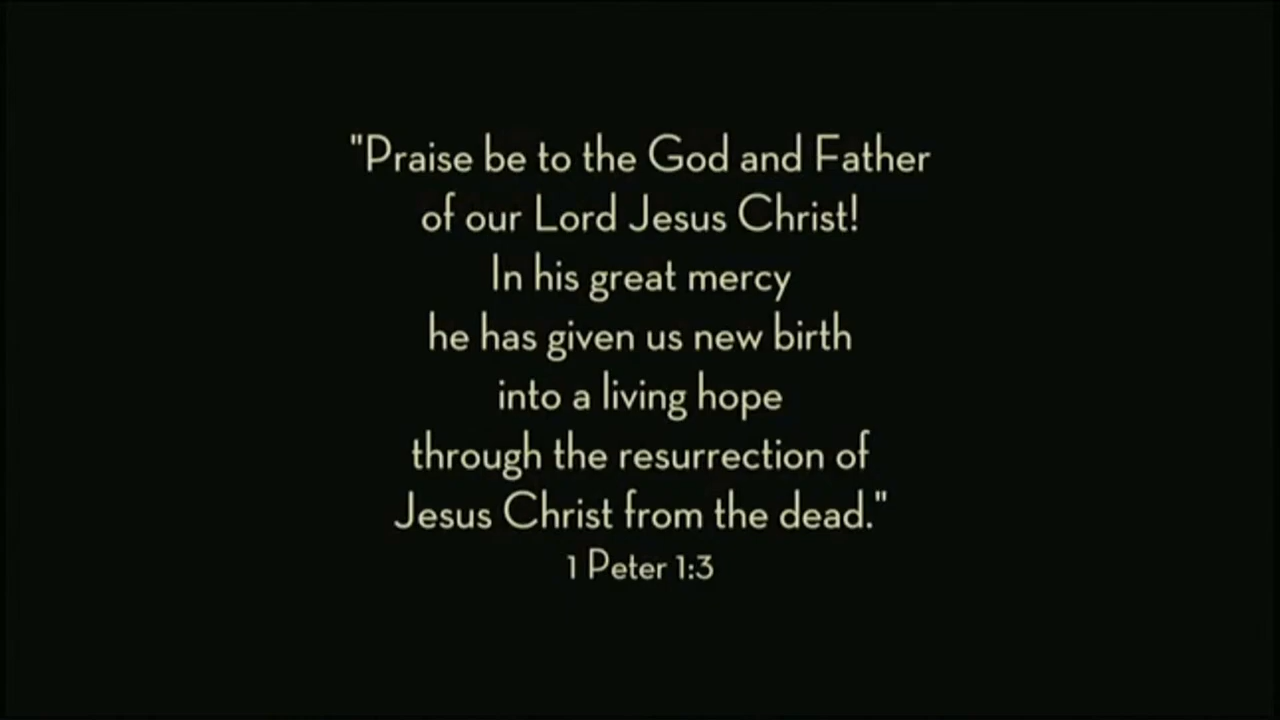 "Praise be to the God and Father
of our Lord Jesus Christ!
In his great mercy
he has given us new birth
into a living hope
through the resurrection of
Jesus Christ from the dead."
1 Peter 1:3